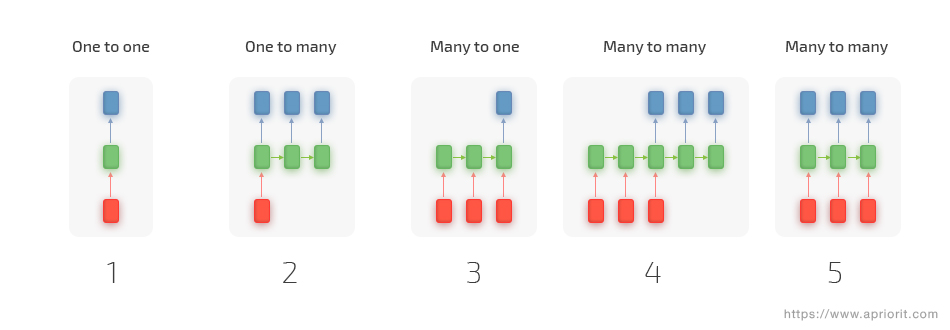 One to one
One to many
Many to one
Many to many
Many to many
1
2
3
4
5
https://www.apriorit.com